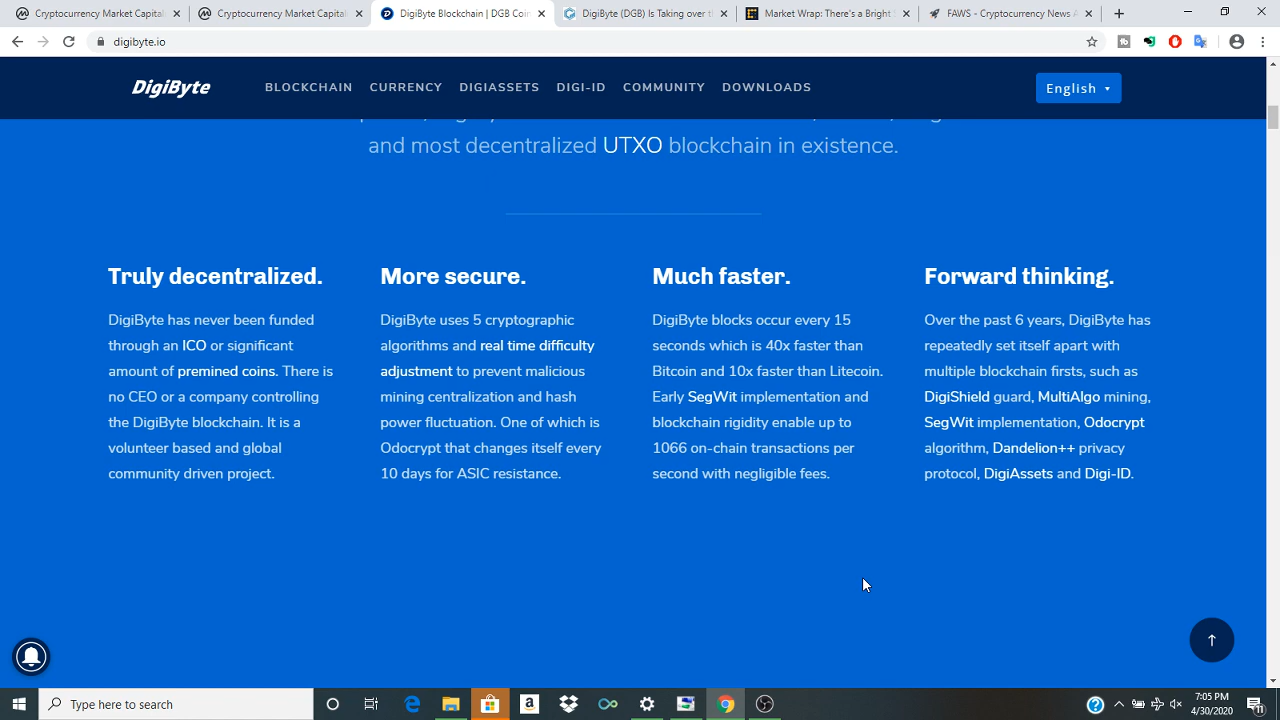 Cryptocurrency Market Capital
Cryptocurrency Market Capital
DigiByte Blockchain | DGB Coin
DigiByte (DGB) Is Taking over t
Market Wrap: There's a Bright
FAWS - Cryptocurrency News A
digibyte.io
DigiByte
BLOCKCHAIN
CURRENCY
DIGIASSETS
DIGI-ID
COMMUNITY
DOWNLOADS
English
and most decentralized UTXO blockchain in existence.
Truly decentralized.
DigiByte has never been funded
through an ICO or significant
amount of premined coins. There is
no CEO or a company controlling
the DigiByte blockchain. It is a
volunteer based and global
community driven project.
More secure.
DigiByte uses 5 cryptographic
algorithms and real time difficulty
adjustment to prevent malicious
mining centralization and hash
power fluctuation. One of which is
Odocrypt that changes itself every
10 days for ASIC resistance.
Much faster.
DigiByte blocks occur every 15
seconds which is 40x faster than
Bitcoin and 10x faster than Litecoin.
Early SegWit implementation and
blockchain rigidity enable up to
1066 on-chain transactions per
second with negligible fees.
Forward thinking.
Over the past 6 years, DigiByte has
repeatedly set itself apart with
multiple blockchain firsts, such as
DigiShield guard, MultiAlgo mining,
SegWit implementation, Odocrypt
algorithm, Dandelion++ privacy
protocol, DigiAssets and Digi-ID.
Type here to search
7:05 PM
4/30/2020